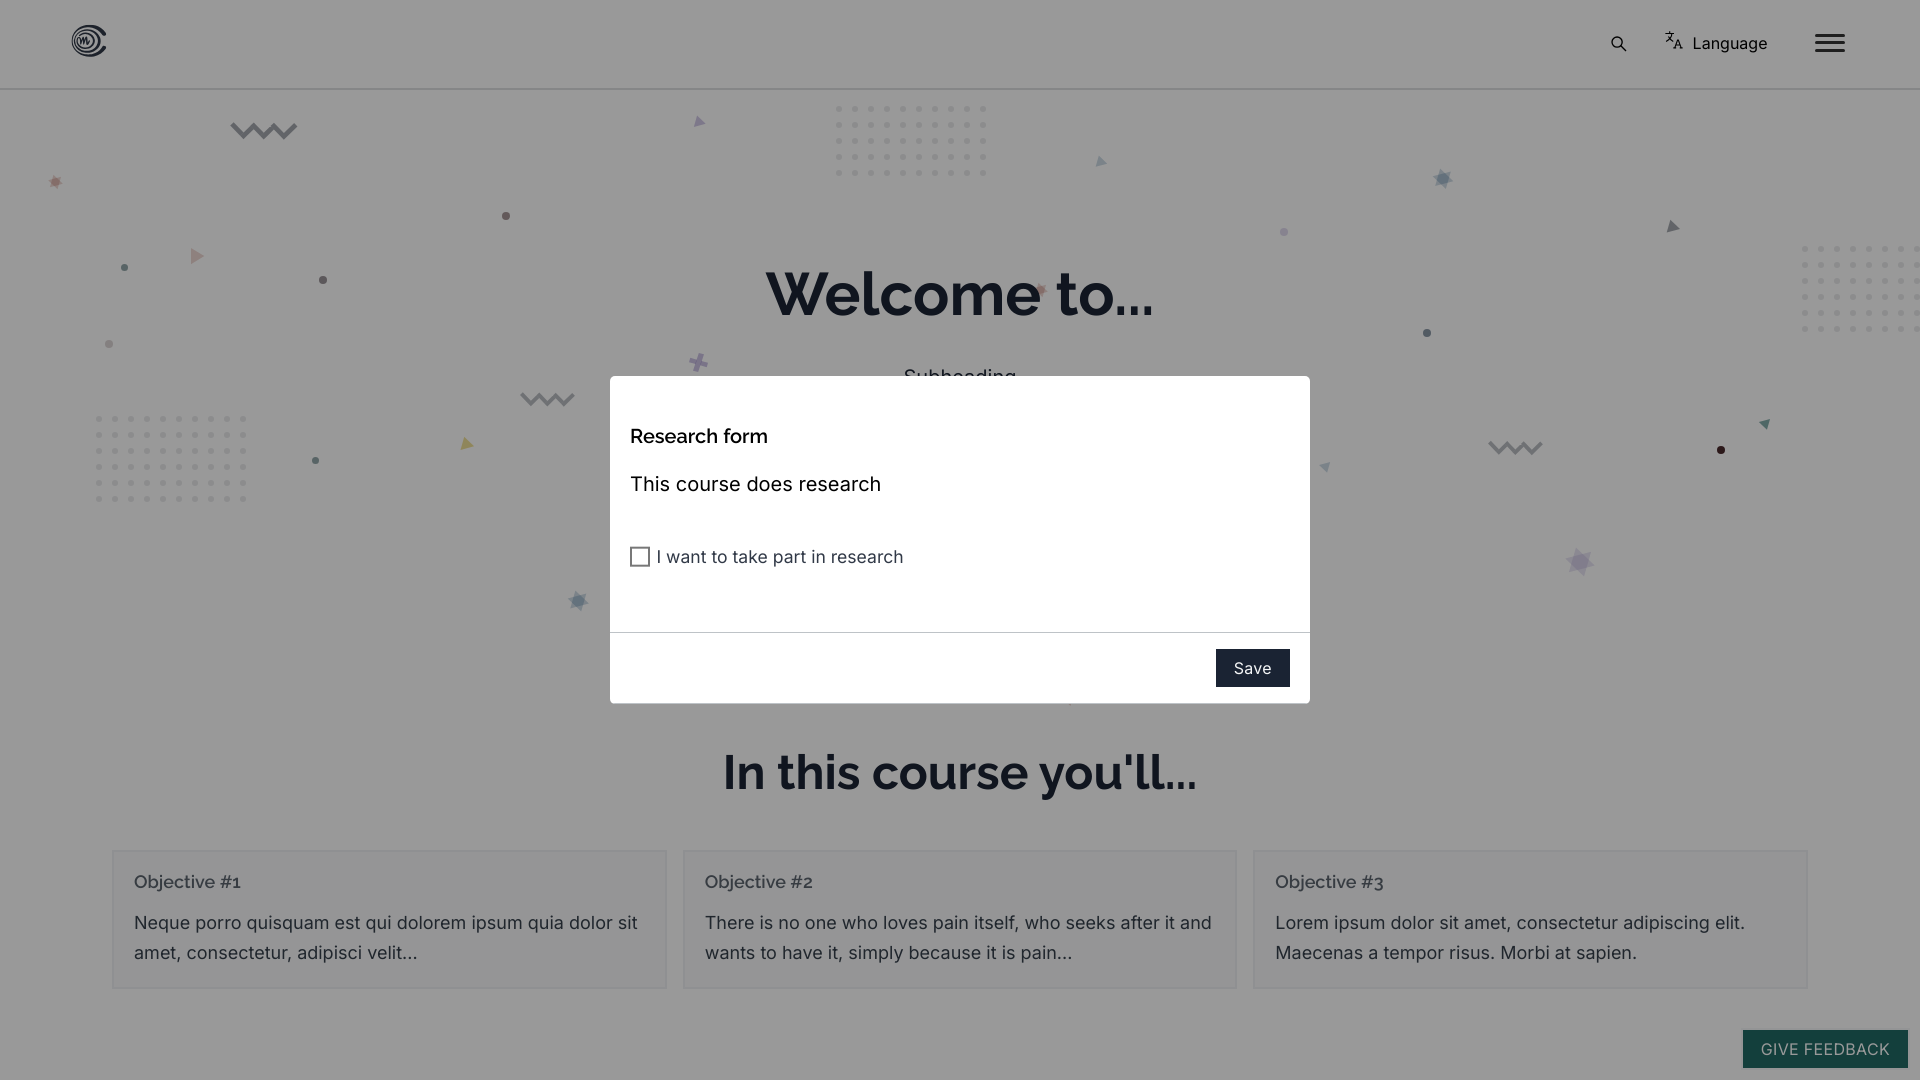 Language
Welcome to...
Subheading
Research form
This course does research
I want to take part in research
Save
In this course you'll...
Objective #1
Neque porro quisquam est qui dolorem ipsum quia dolor sit
amet, consectetur, adipisci velit...
Objective #2
There is no one who loves pain itself, who seeks after it and
wants to have it, simply because it is pain...
Objective #3
Lorem ipsum dolor sit amet, consectetur adipiscing elit.
Maecenas a tempor risus. Morbi at sapien.
GIVE FEEDBACK